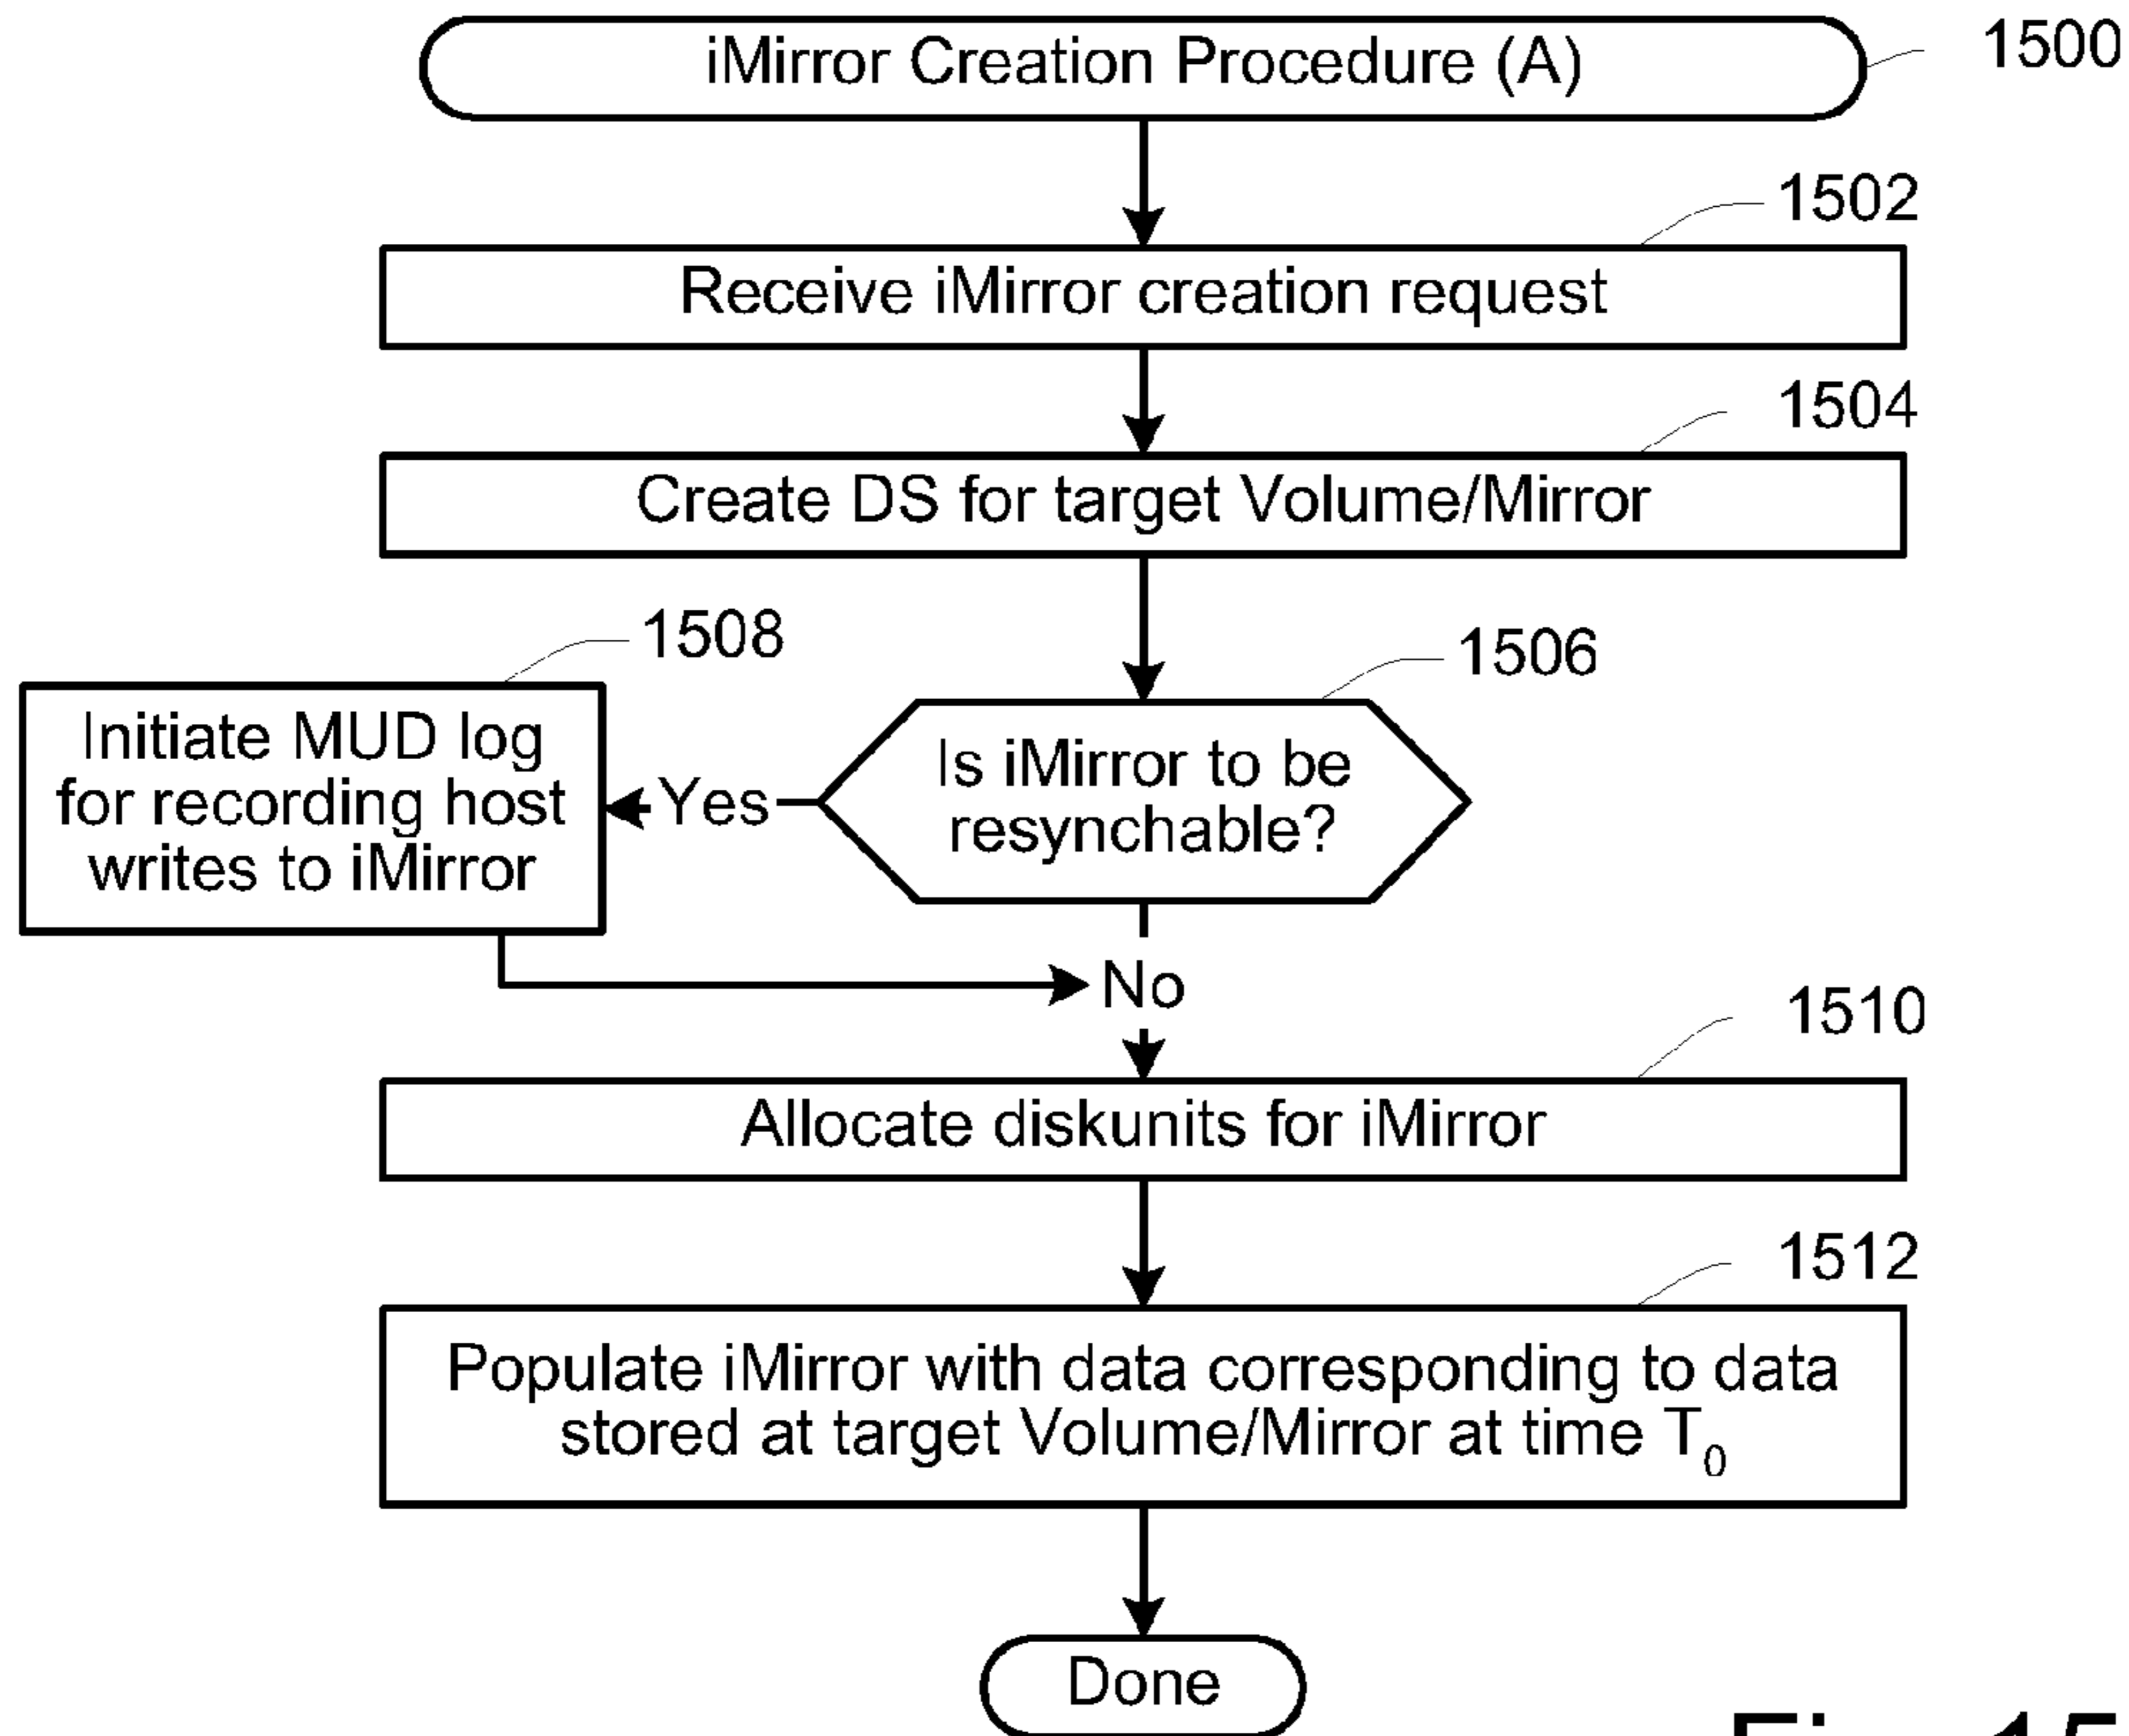 iMirror Creation Procedure (A)
1500
1502
Receive iMirror creation request
1504
Create DS for target Volume/Mirror
1508
1506
Initiate MUD log
for recording host
writes to iMirror
Yes
Is iMirror to be
resynchable?
No
1510
Allocate diskunits for iMirror
1512
Populate iMirror with data corresponding to data
stored at target Volume/Mirror at time T₀
Done